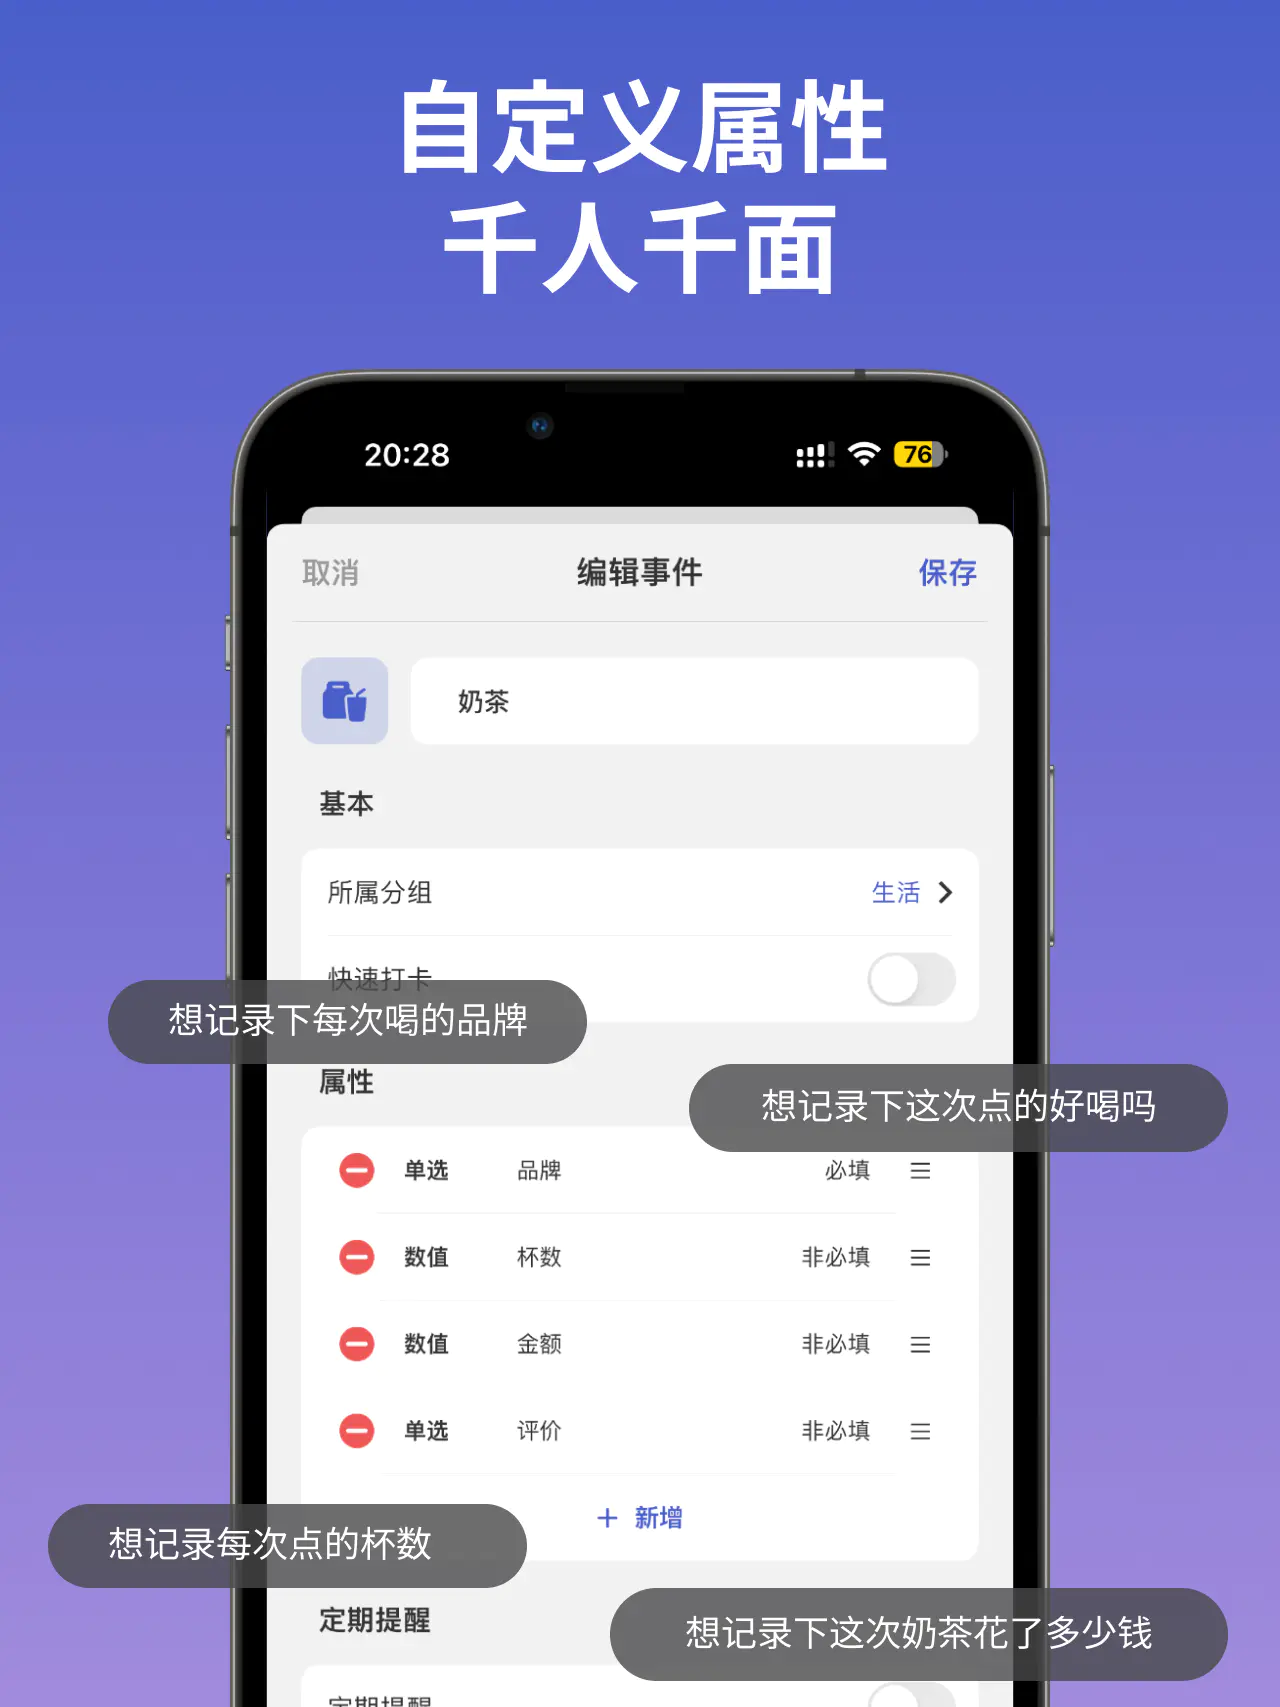 自定义属性
千人千面
20:28
76
取消
编辑事件
保存
奶茶
基本
所属分组
生活
快速打卡
想记录下每次喝的品牌
属性
想记录下这次点的好喝吗
单选
品牌
必填
数值
杯数
非必填
数值
金额
非必填
单选
评价
非必填
+ 新增
想记录每次点的杯数
定期提醒
想记录下这次奶茶花了多少钱
定期提醒